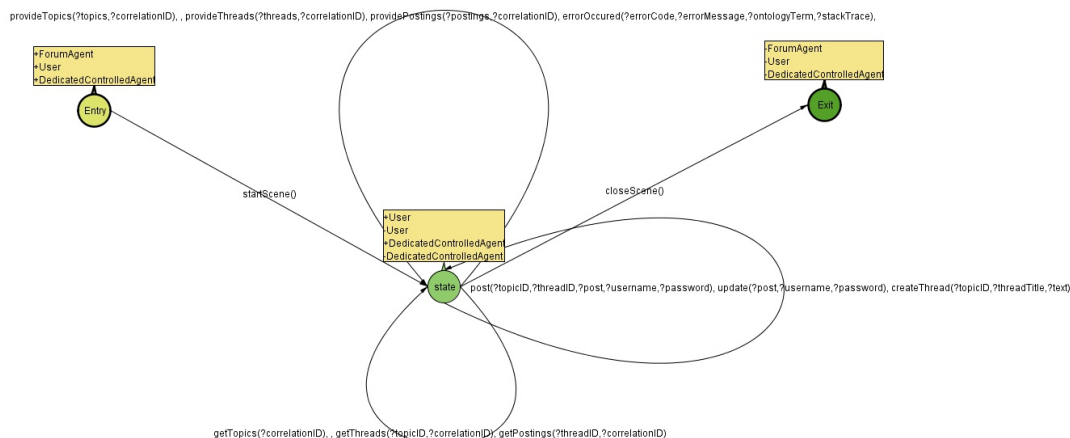 provideTopics(?topics,?correlationID), , provideThreads(?threads,?correlationID), providePostings(?postings,?correlationID), errorOccured(?errorCode,?errorMessage,?ontologyTerm,?stackTrace),
+ForumAgent
+User
+DedicatedControlledAgent
Entry
-ForumAgent
-User
-DedicatedControlledAgent
Exit
startScene()
closeScene()
+User
-User
+DedicatedControlledAgent
-DedicatedControlledAgent
state
post(?topicID,?threadID,?post,?username,?password), update(?post,?username,?password), createThread(?topicID,?threadTitle,?text)
getTopics(?correlationID), , getThreads(?topicID,?correlationID), getPostings(?threadID,?correlationID)